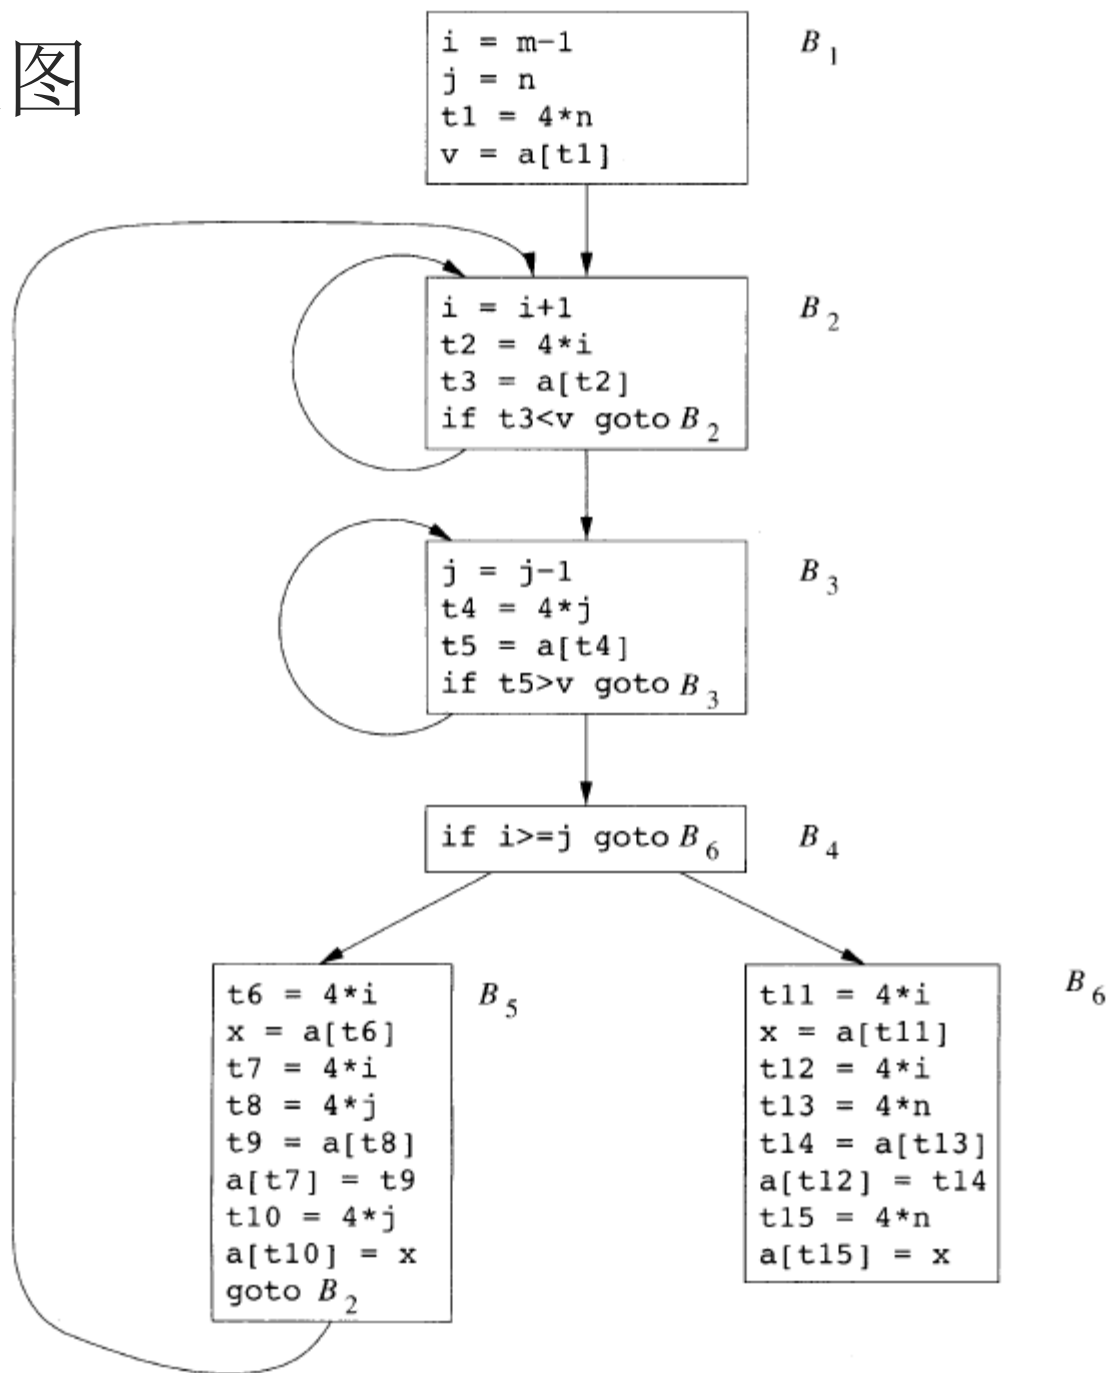 图
i = m-1
j = n
t1 = 4*n
v = a[t1]
B1
i = i+1
t2 = 4*i
t3 = a[t2]
if t3<v goto B2
B2
j = j-1
t4 = 4*j
t5 = a[t4]
if t5>v goto B3
B3
if i>=j goto B6
B4
t6 = 4*i
x = a[t6]
t7 = 4*i
t8 = 4*j
t9 = a[t8]
a[t7] = t9
t10 = 4*j
a[t10] = x
goto B2
B5
t11 = 4*i
x = a[t11]
t12 = 4*i
t13 = 4*n
t14 = a[t13]
a[t12] = t14
t15 = 4*n
a[t15] = x
B6